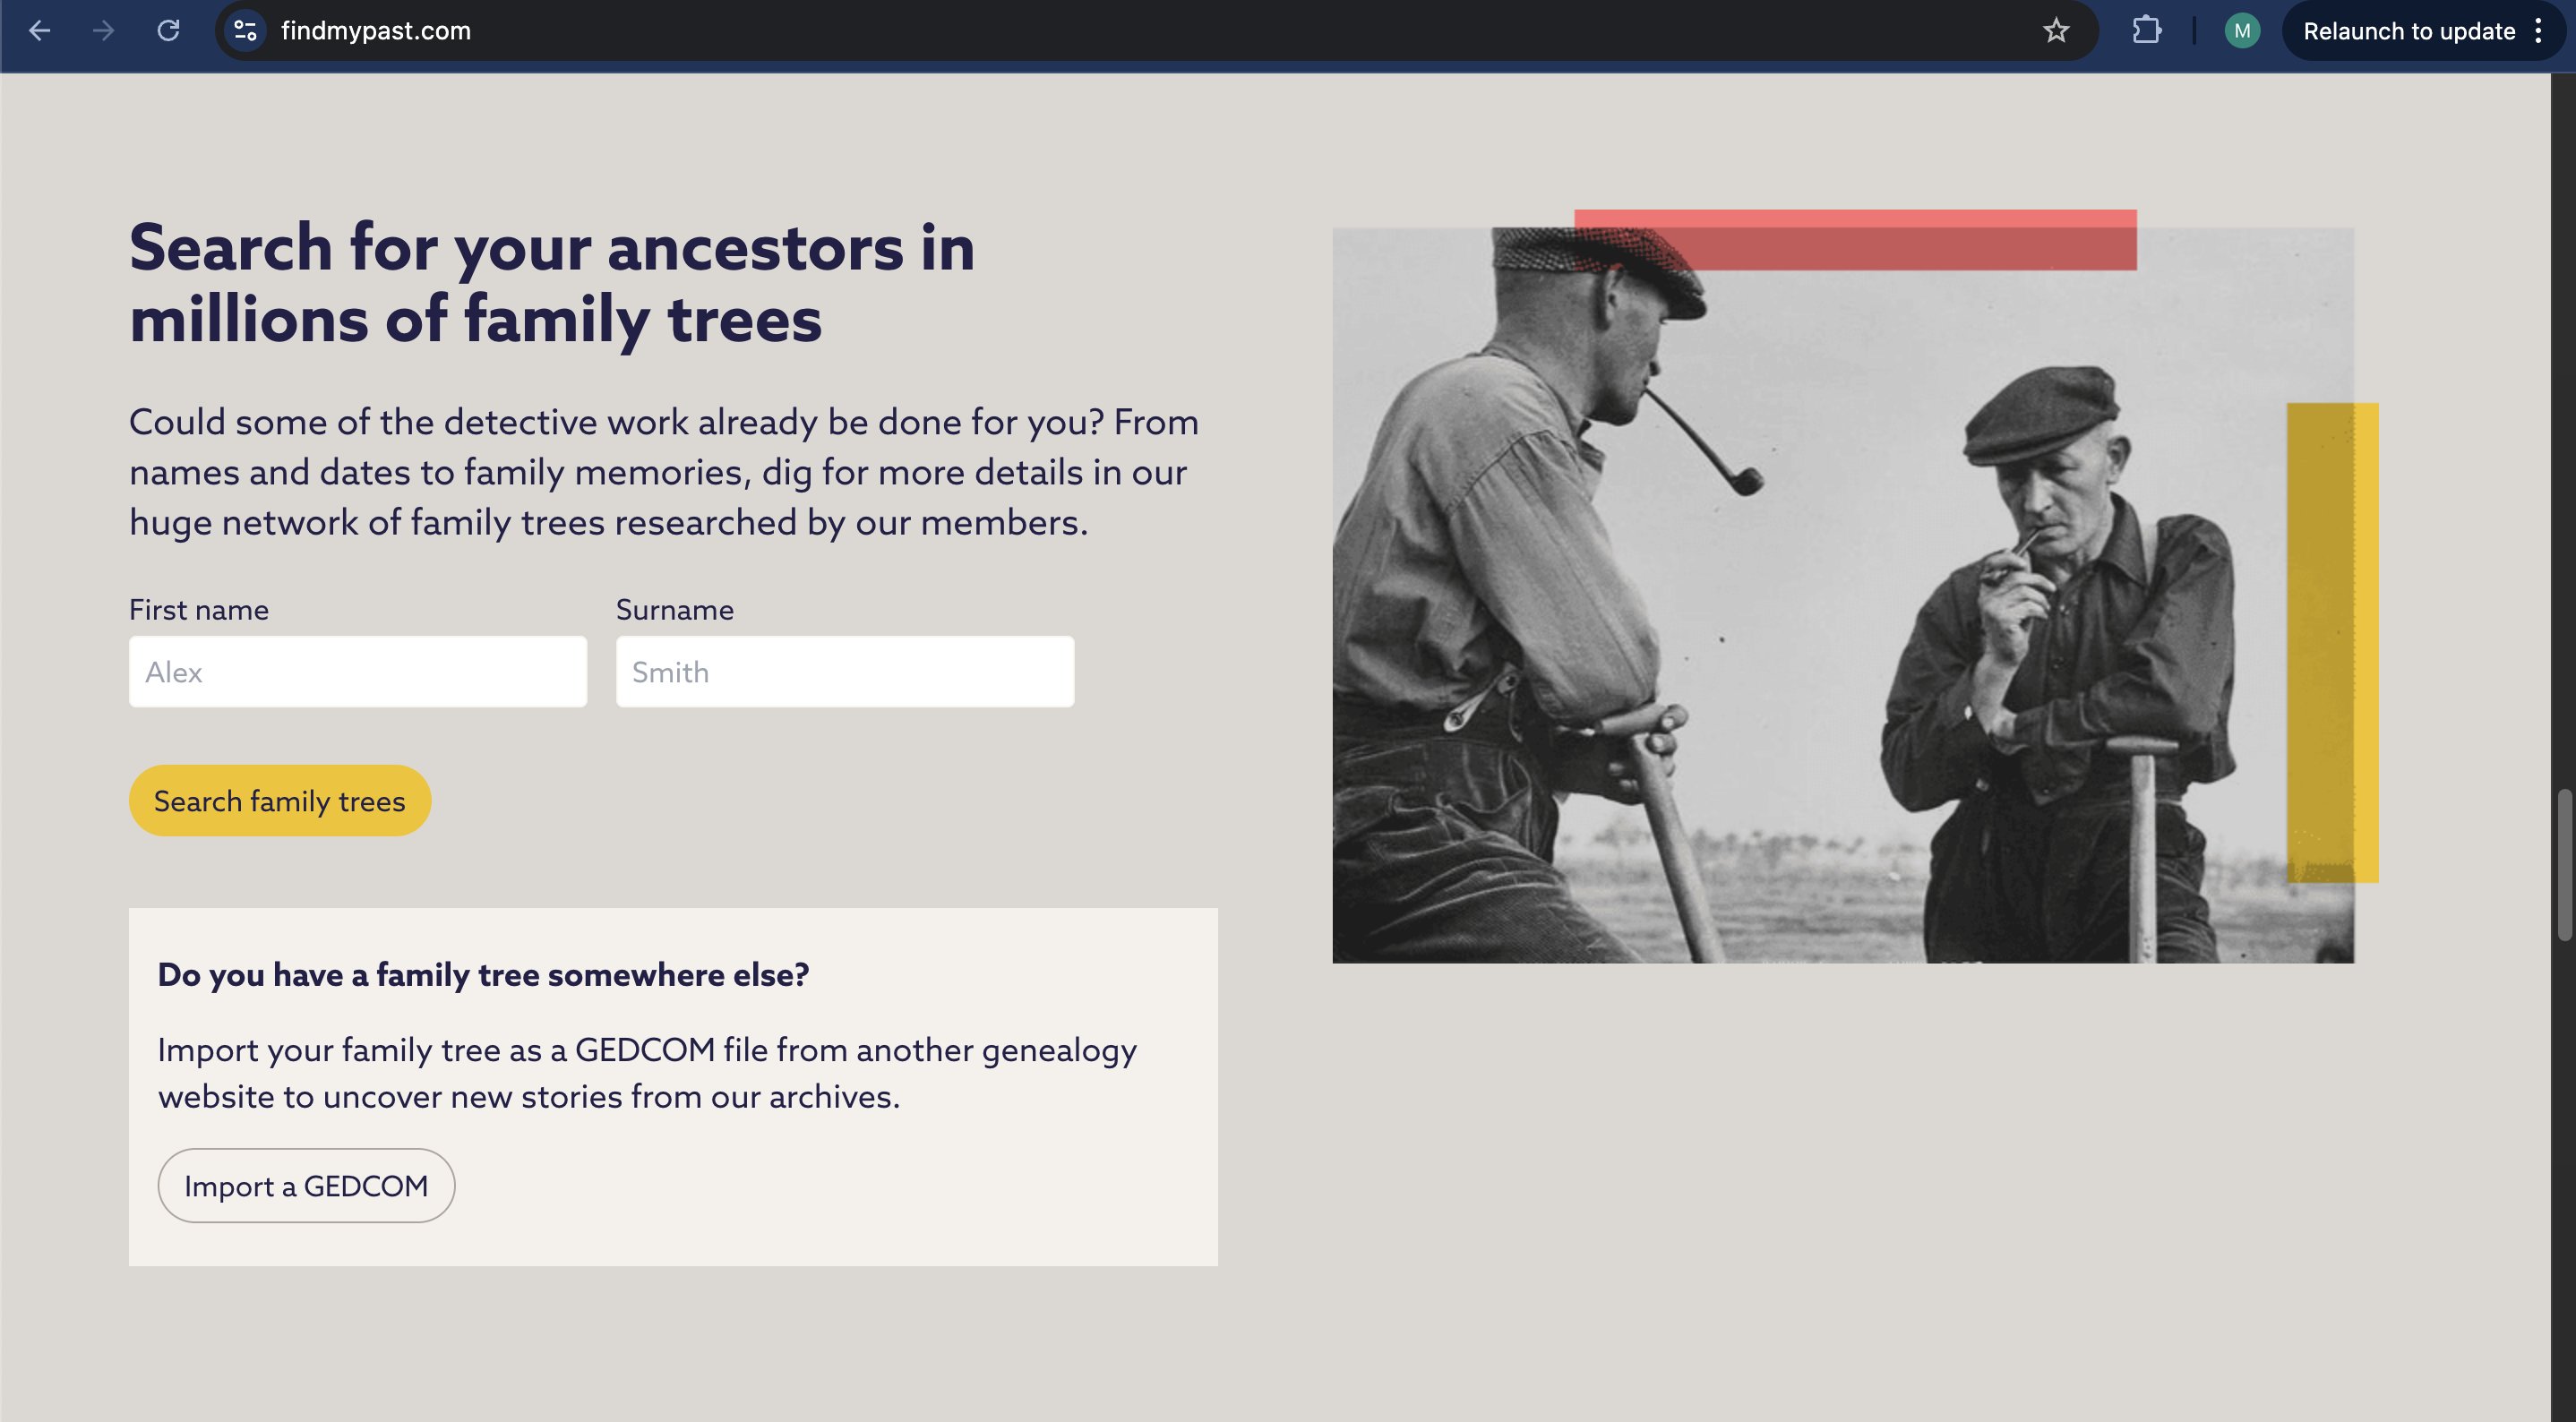 findmypast.com
M
Relaunch to update
Search for your ancestors in
millions of family trees
Could some of the detective work already be done for you? From
names and dates to family memories, dig for more details in our
huge network of family trees researched by our members.
First name
Surname
Alex
Smith
Search family trees
Do you have a family tree somewhere else?
Import your family tree as a GEDCOM file from another genealogy
website to uncover new stories from our archives.
Import a GEDCOM